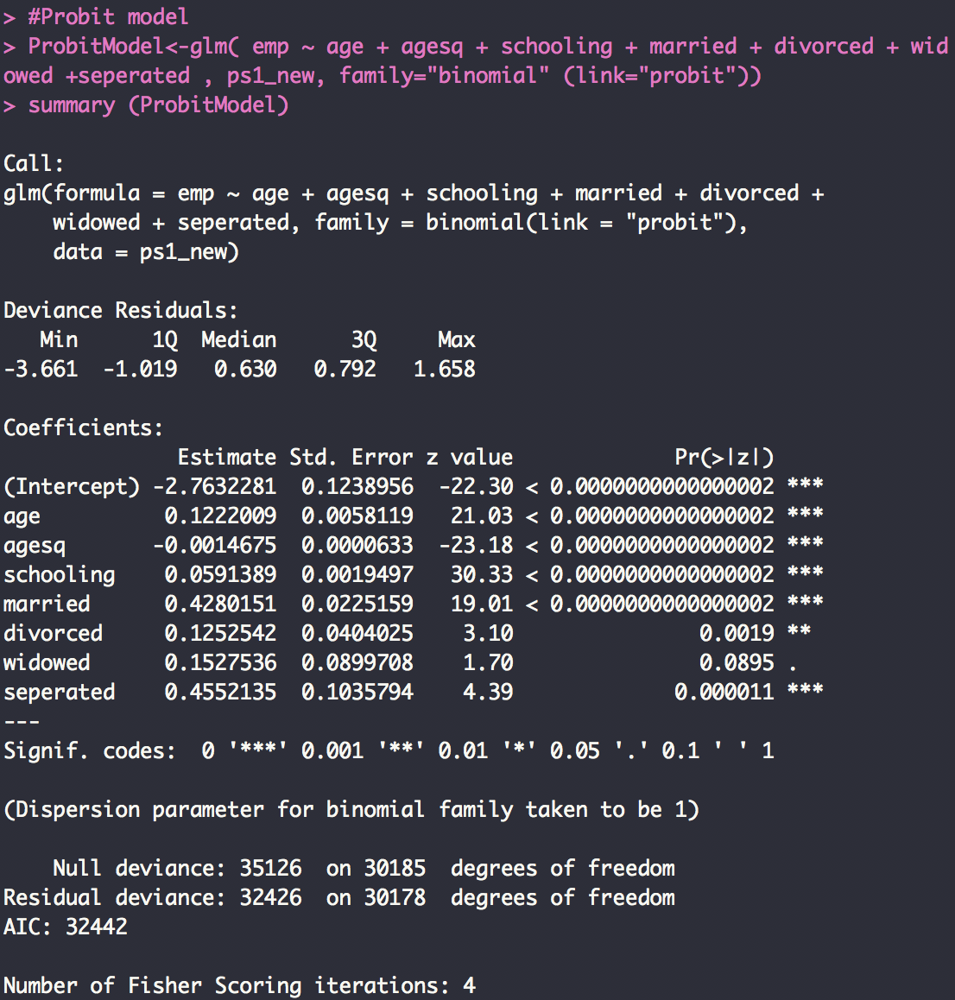 > #Probit model
> ProbitModel<-glm( emp ~ age + agesq + schooling + married + divorced + wid
owed +seperated , ps1_new, family="binomial" (link="probit"))
> summary (ProbitModel)
Call:
glm(formula = emp ~ age + agesq + schooling + married + divorced +
    widowed + seperated, family = binomial(link = "probit"),
    data = ps1_new)
Deviance Residuals:
   Min      1Q  Median      3Q     Max
-3.661  -1.019   0.630   0.792   1.658
Coefficients:
              Estimate Std. Error z value             Pr(>|z|)
(Intercept) -2.7632281  0.1238956  -22.30 < 0.0000000000000002 ***
age          0.1222009  0.0058119   21.03 < 0.0000000000000002 ***
agesq       -0.0014675  0.0000633  -23.18 < 0.0000000000000002 ***
schooling    0.0591389  0.0019497   30.33 < 0.0000000000000002 ***
married      0.4280151  0.0225159   19.01 < 0.0000000000000002 ***
divorced     0.1252542  0.0404025    3.10               0.0019 **
widowed      0.1527536  0.0899708    1.70               0.0895 .
seperated    0.4552135  0.1035794    4.39             0.000011 ***
---
Signif. codes:  0 '***' 0.001 '**' 0.01 '*' 0.05 '.' 0.1 ' ' 1
(Dispersion parameter for binomial family taken to be 1)
    Null deviance: 35126  on 30185  degrees of freedom
Residual deviance: 32426  on 30178  degrees of freedom
AIC: 32442
Number of Fisher Scoring iterations: 4